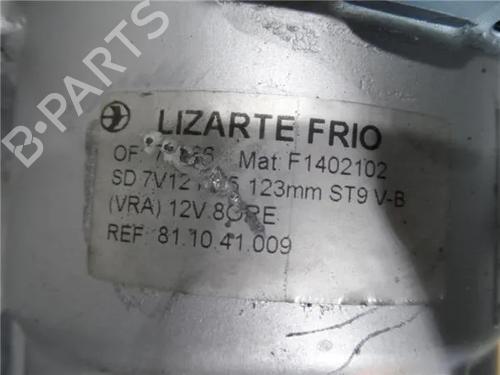 B-PARTS
LIZARTE FRIO
OF: Mat: F1402102
SD 7V12 123mm ST9 V-B
(VRA) 12V
REF: 81.10.41.009